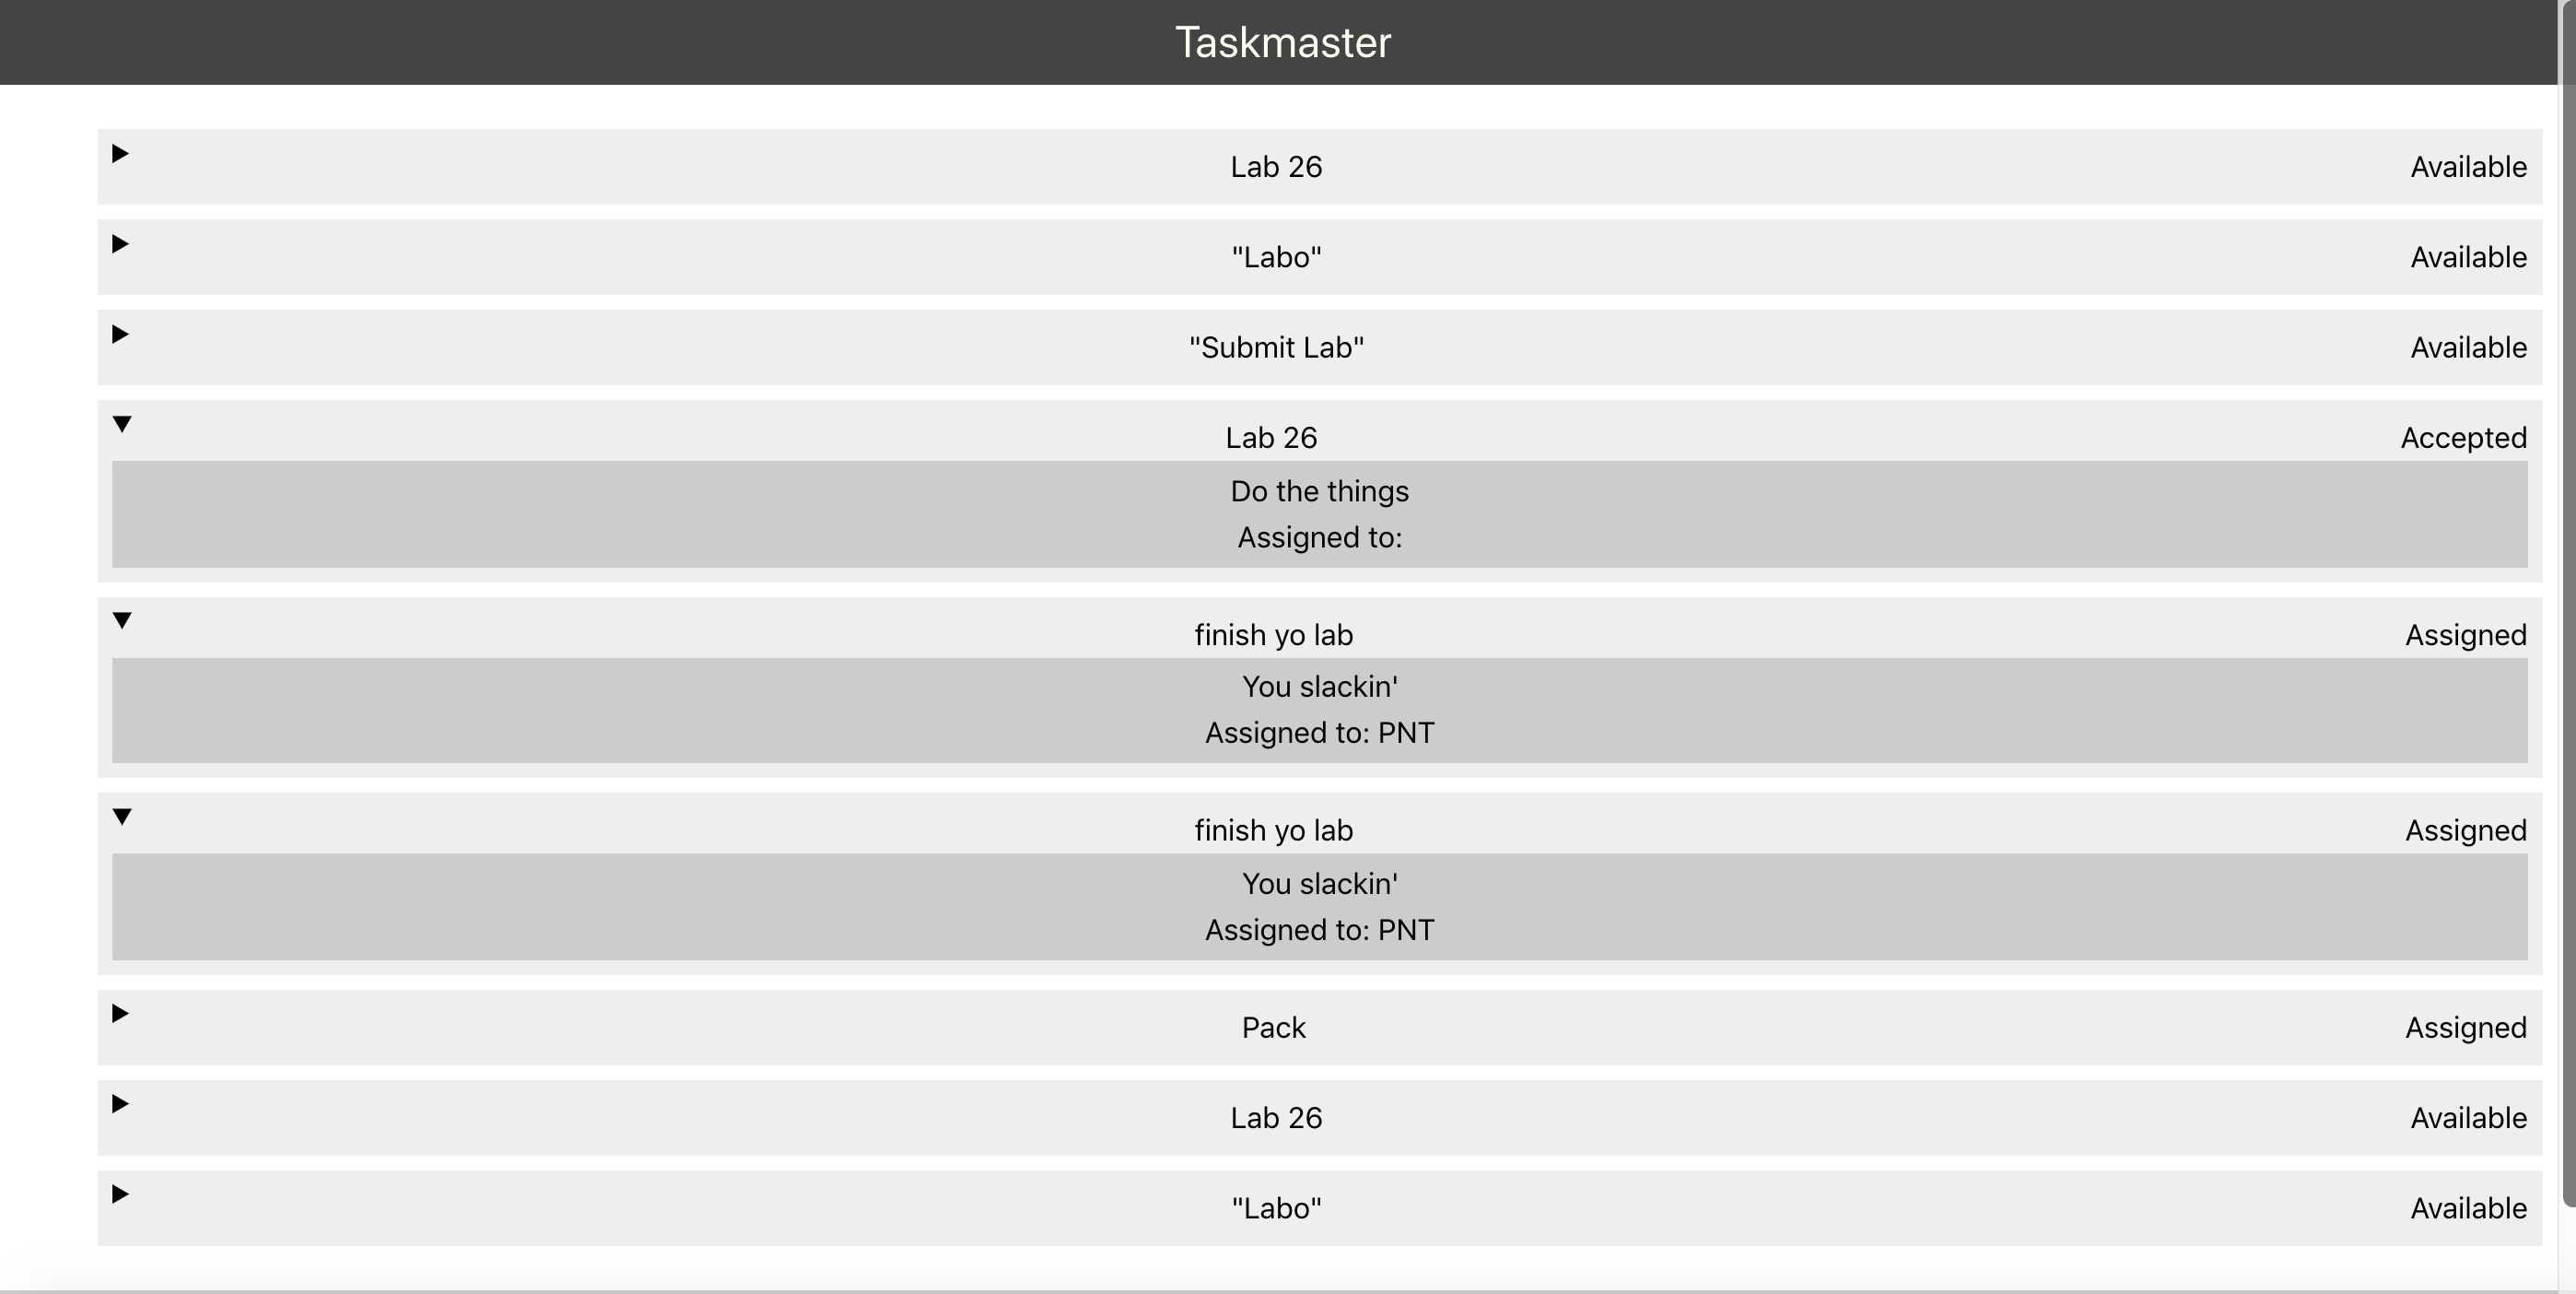 Taskmaster
Lab 26 Available
"Labo" Available
"Submit Lab" Available
Lab 26 Accepted
Do the things
Assigned to:
finish yo lab Assigned
You slackin'
Assigned to: PNT
finish yo lab Assigned
You slackin'
Assigned to: PNT
Pack Assigned
Lab 26 Available
"Labo" Available